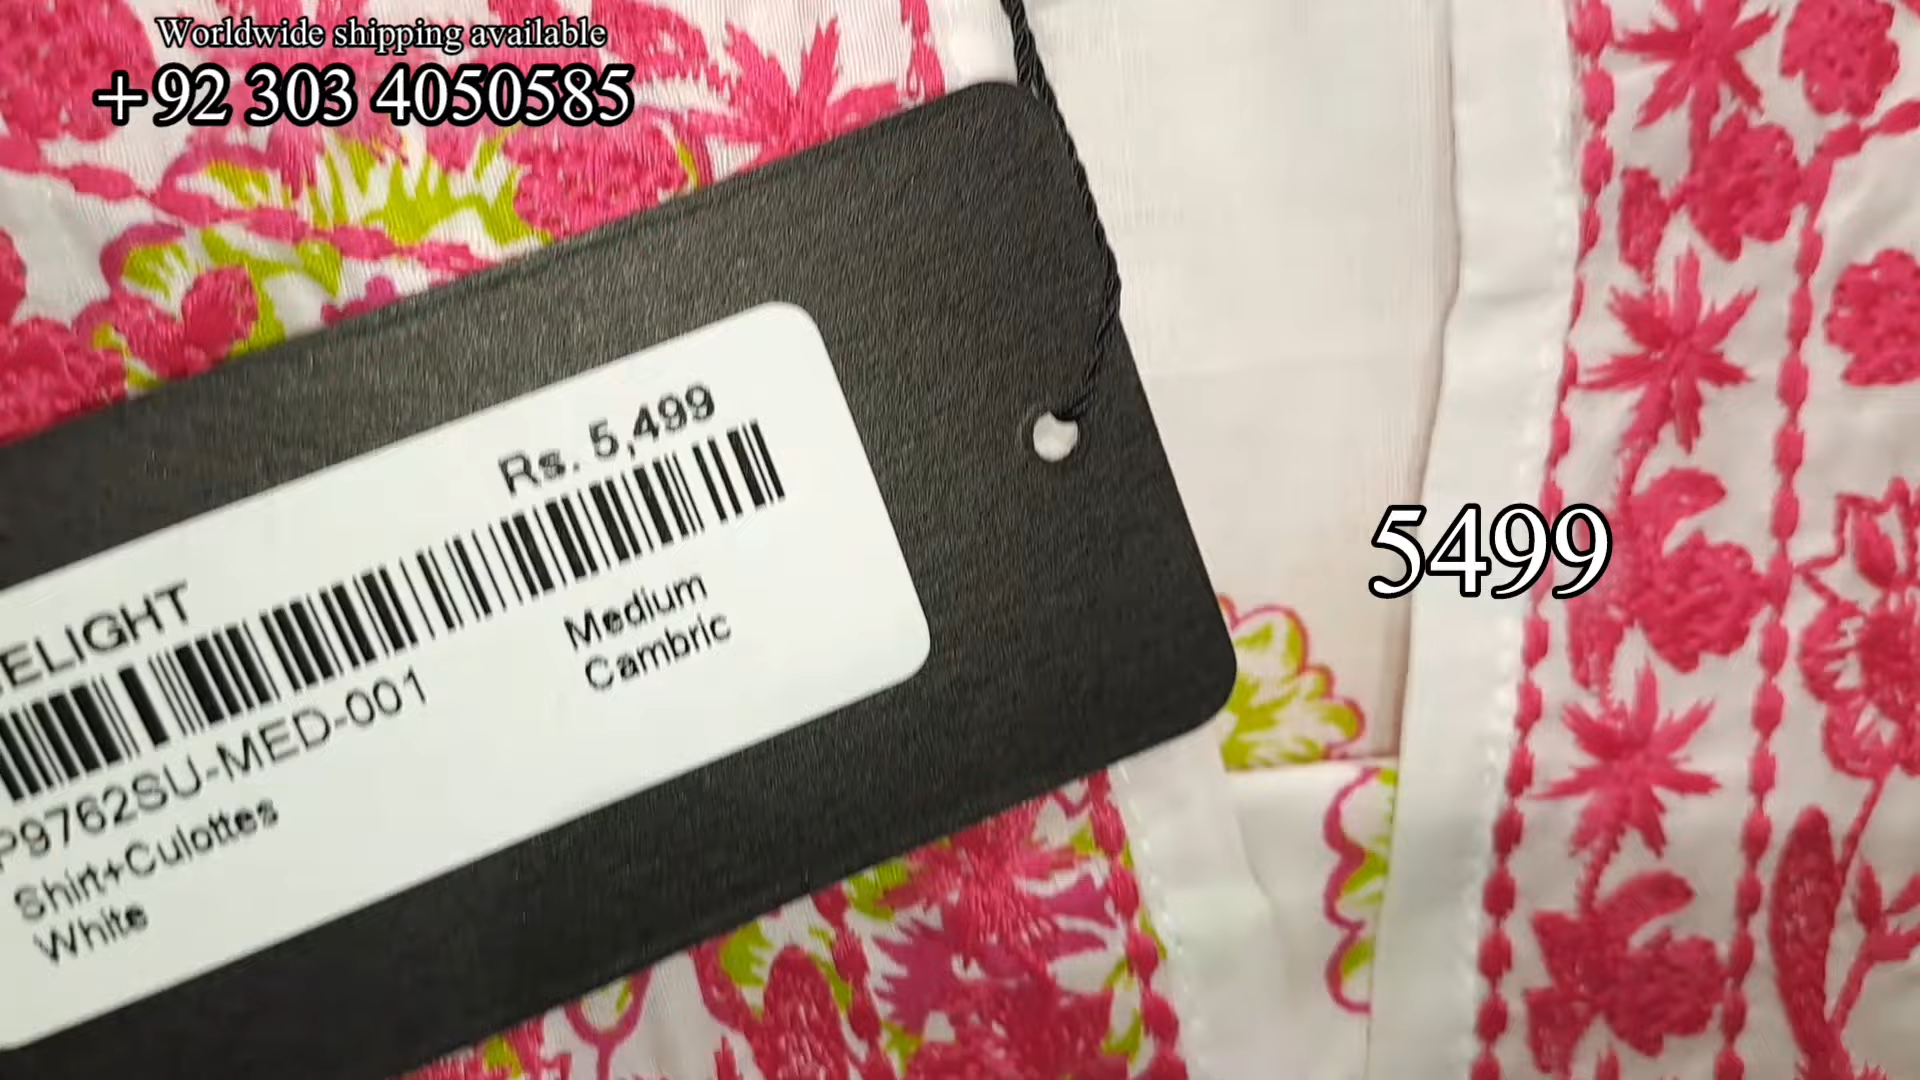 Worldwide shipping available
+92 303 4050585
Rs. 5,499
ELIGHT
P9762SU-MED-001
Medium
Cambric
Shirt+Culottes
White
5499